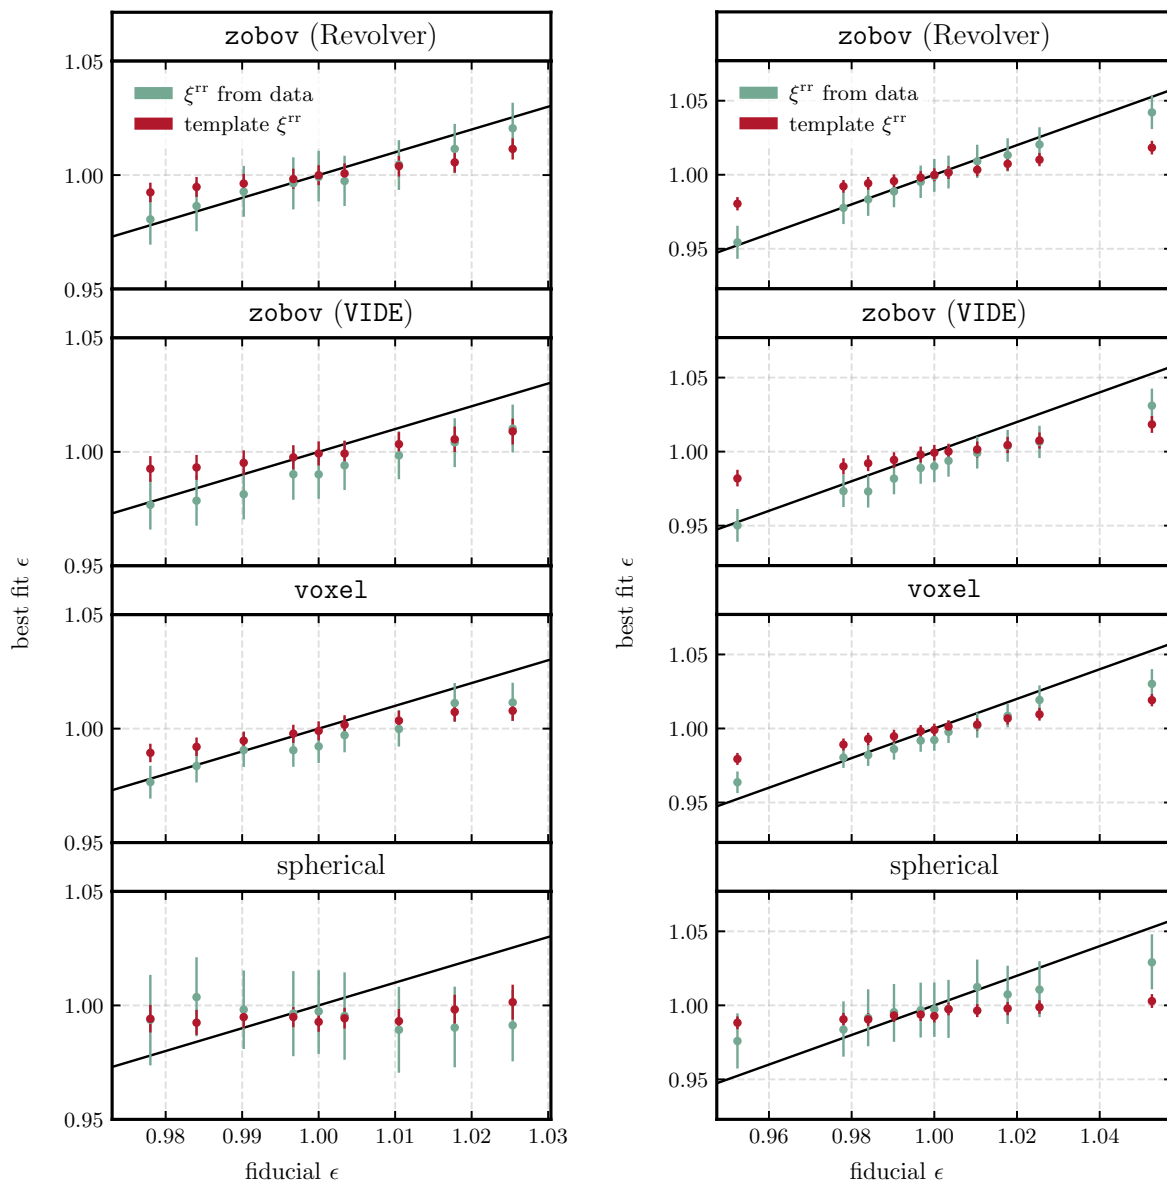 zobov (Revolver)
1.05
1.00
0.95
ξ^rr from data
template ξ^rr
zobov (VIDE)
1.05
1.00
0.95
voxel
1.05
1.00
0.95
spherical
1.05
1.00
0.95
0.98 0.99 1.00 1.01 1.02 1.03
fiducial ϵ
best fit ϵ
zobov (Revolver)
1.05
1.00
0.95
ξ^rr from data
template ξ^rr
zobov (VIDE)
1.05
1.00
0.95
voxel
1.05
1.00
0.95
spherical
1.05
1.00
0.95
0.96 0.98 1.00 1.02 1.04
fiducial ϵ
best fit ϵ